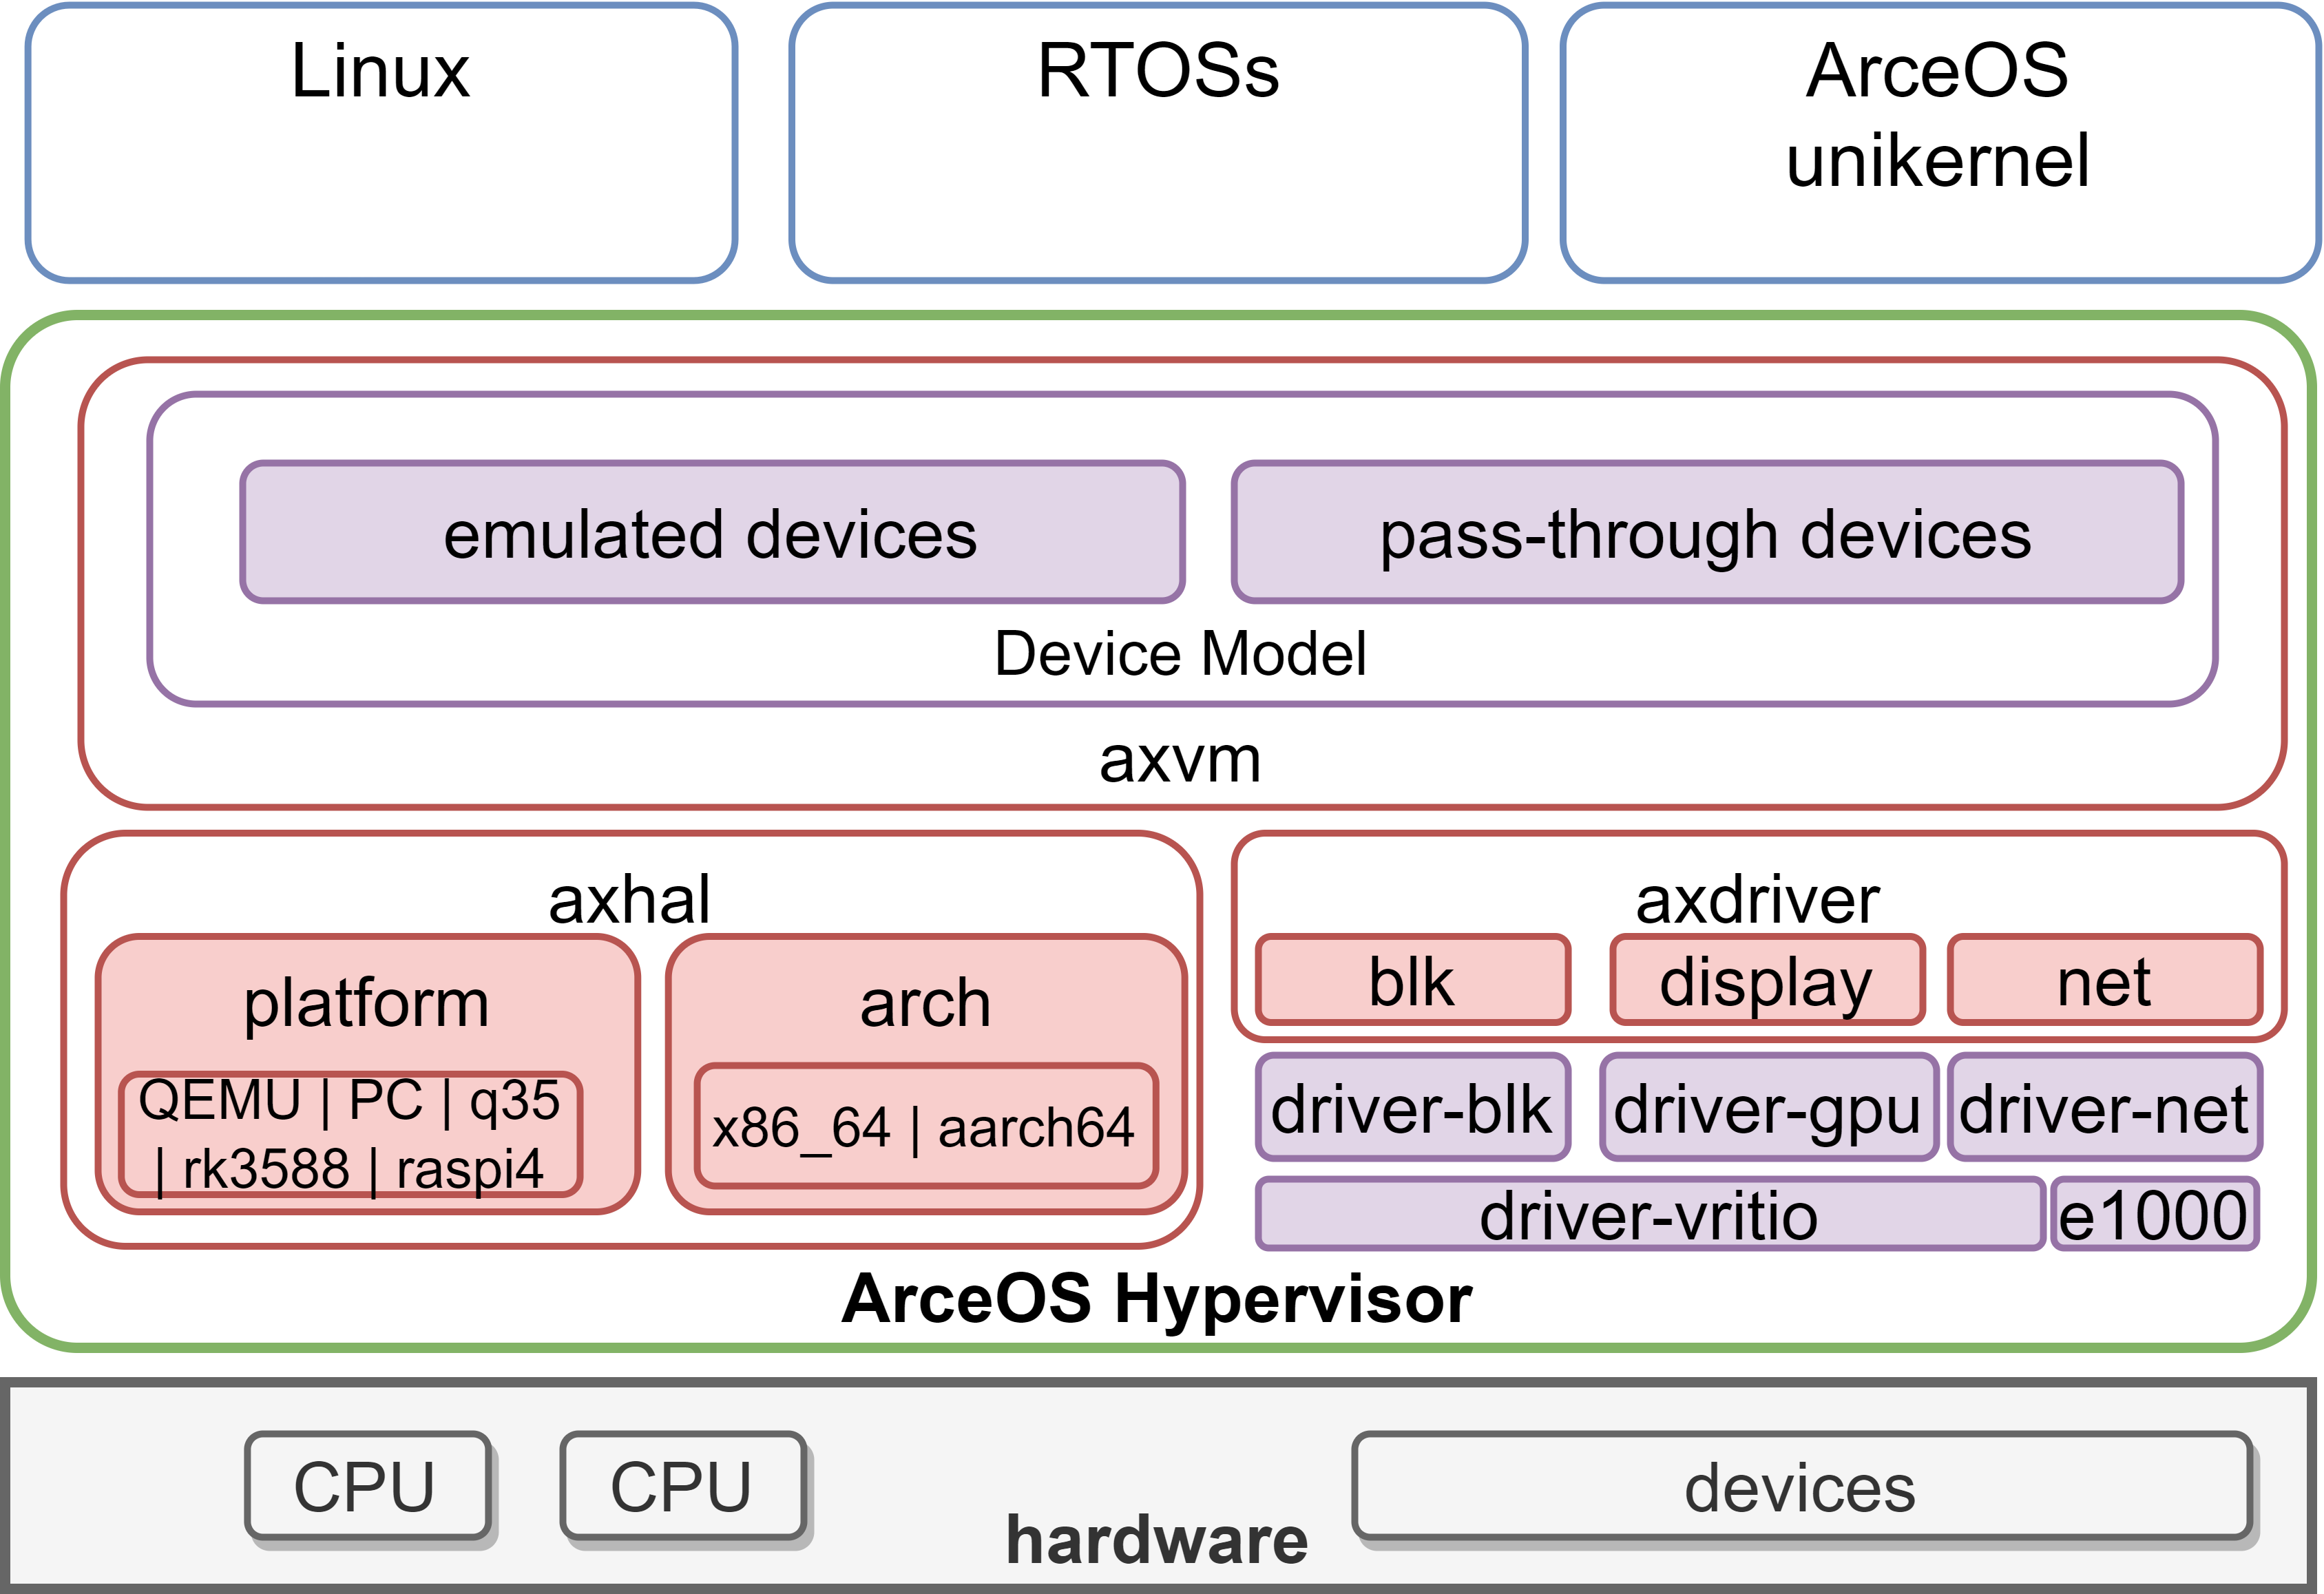 Linux
RTOSs
ArceOS
unikernel
emulated devices
pass-through devices
Device Model
axvm
axhal
platform
QEMU | PC | q35
| rk3588 | raspi4
arch
x86_64 | aarch64
axdriver
blk
display
net
driver-blk
driver-gpu
driver-net
driver-vritio
e1000
ArceOS Hypervisor
CPU
CPU
devices
hardware